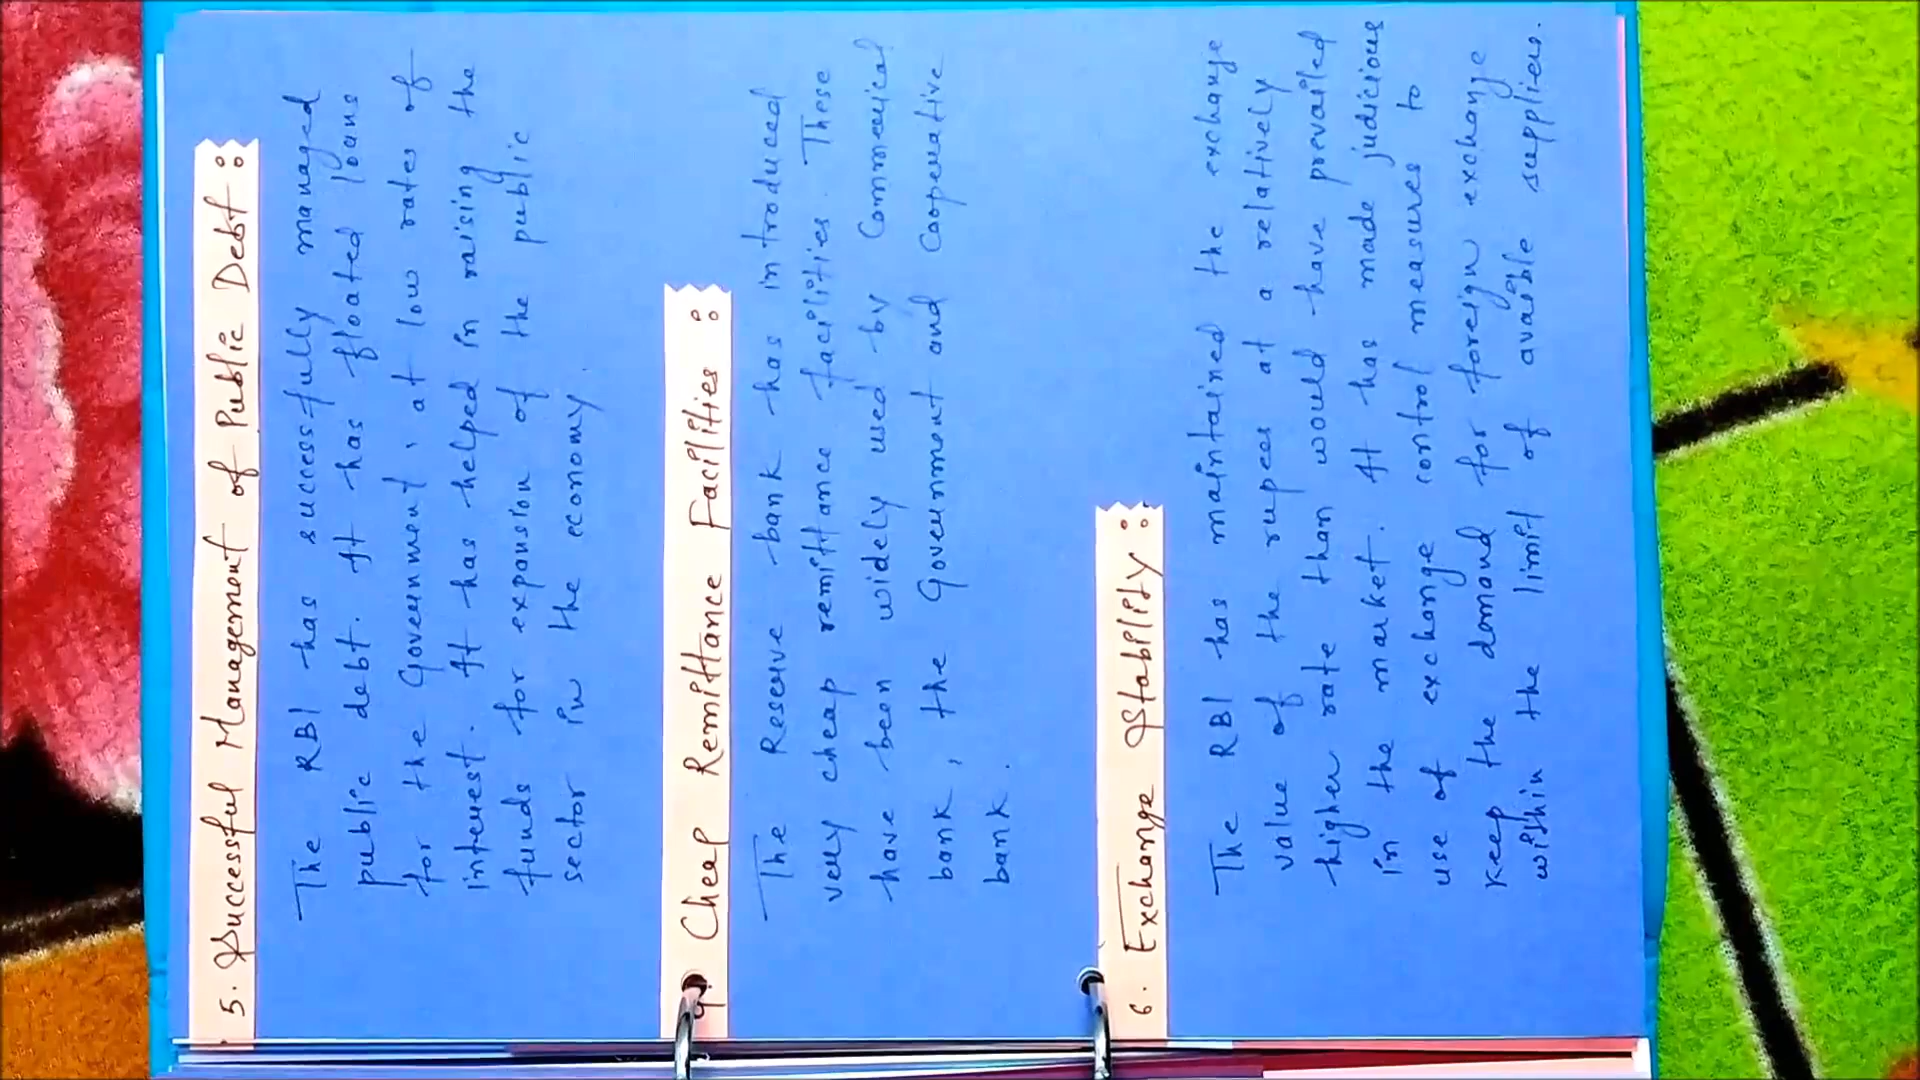 5. Successful Management of Public Debt :
The RBI has successfully managed
public debt. It has floated loans
for the Government, at low rates of
interest. It has helped in raising the
funds for expansion of the public
sector in the economy.
Cheap Remittance Facilities :
The Reserve bank has introduced
very cheap remittance facilities. These
have been widely used by Commerical
bank, the Government and Cooperative
bank.
6. Exchange Stability :
The RBI has maintained the exchange
value of the rupees at a relatively
higher rate than would have prevailed
in the market. It has made judicious
use of exchange control measures to
keep the demand for foreign exchange
within the limit of avaible supplies.